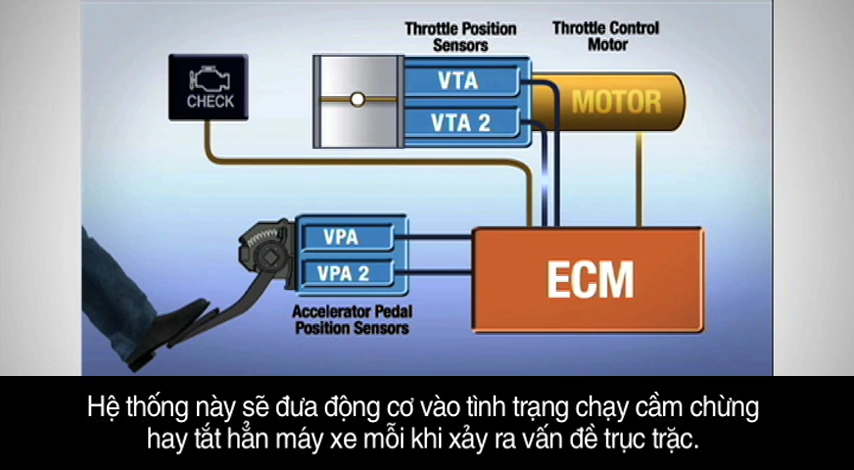 Throttle Position
Sensors
Throttle Control
Motor
CHECK
VTA
VTA 2
MOTOR
VPA
VPA 2
ECM
Accelerator Pedal
Position Sensors
Hệ thống này sẽ đưa động cơ vào tình trạng chạy cầm chừng
hay tắt hẳn máy xe mỗi khi xảy ra vấn đề trục trặc.